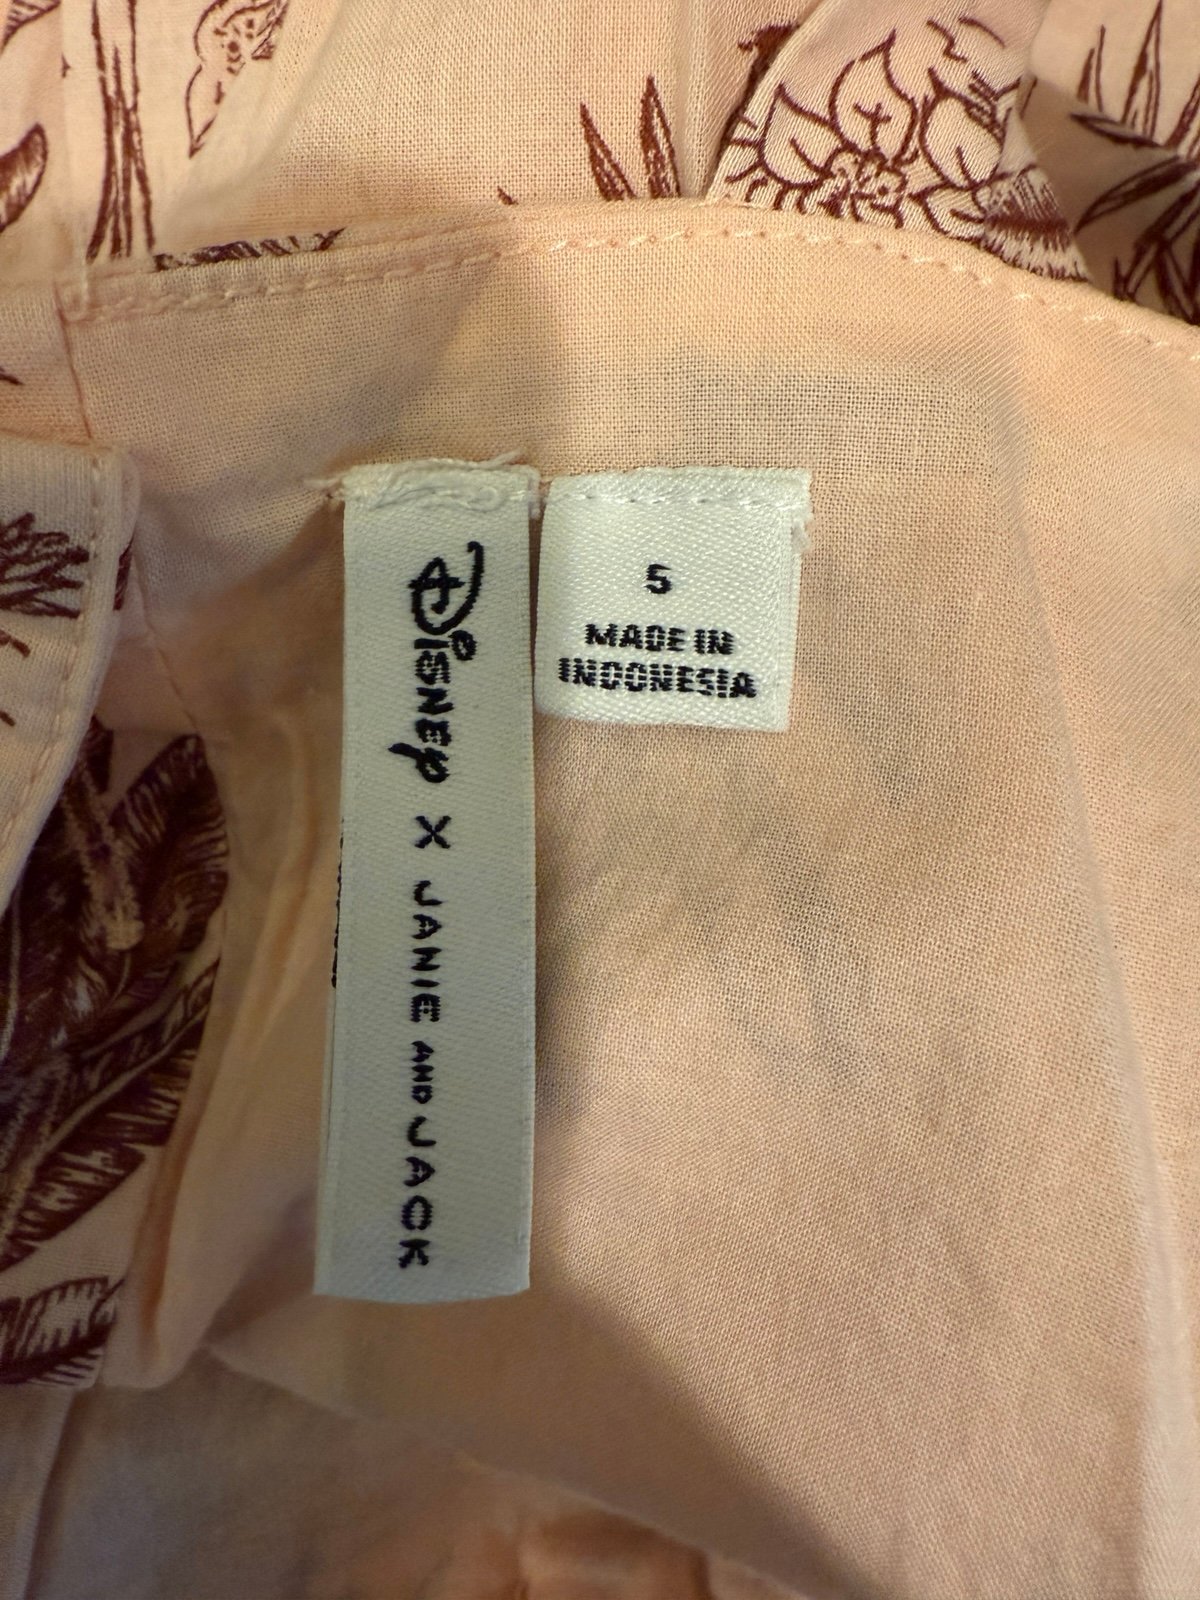 Disney X JANIE AND JACK
5
MADE IN
INDONESIA